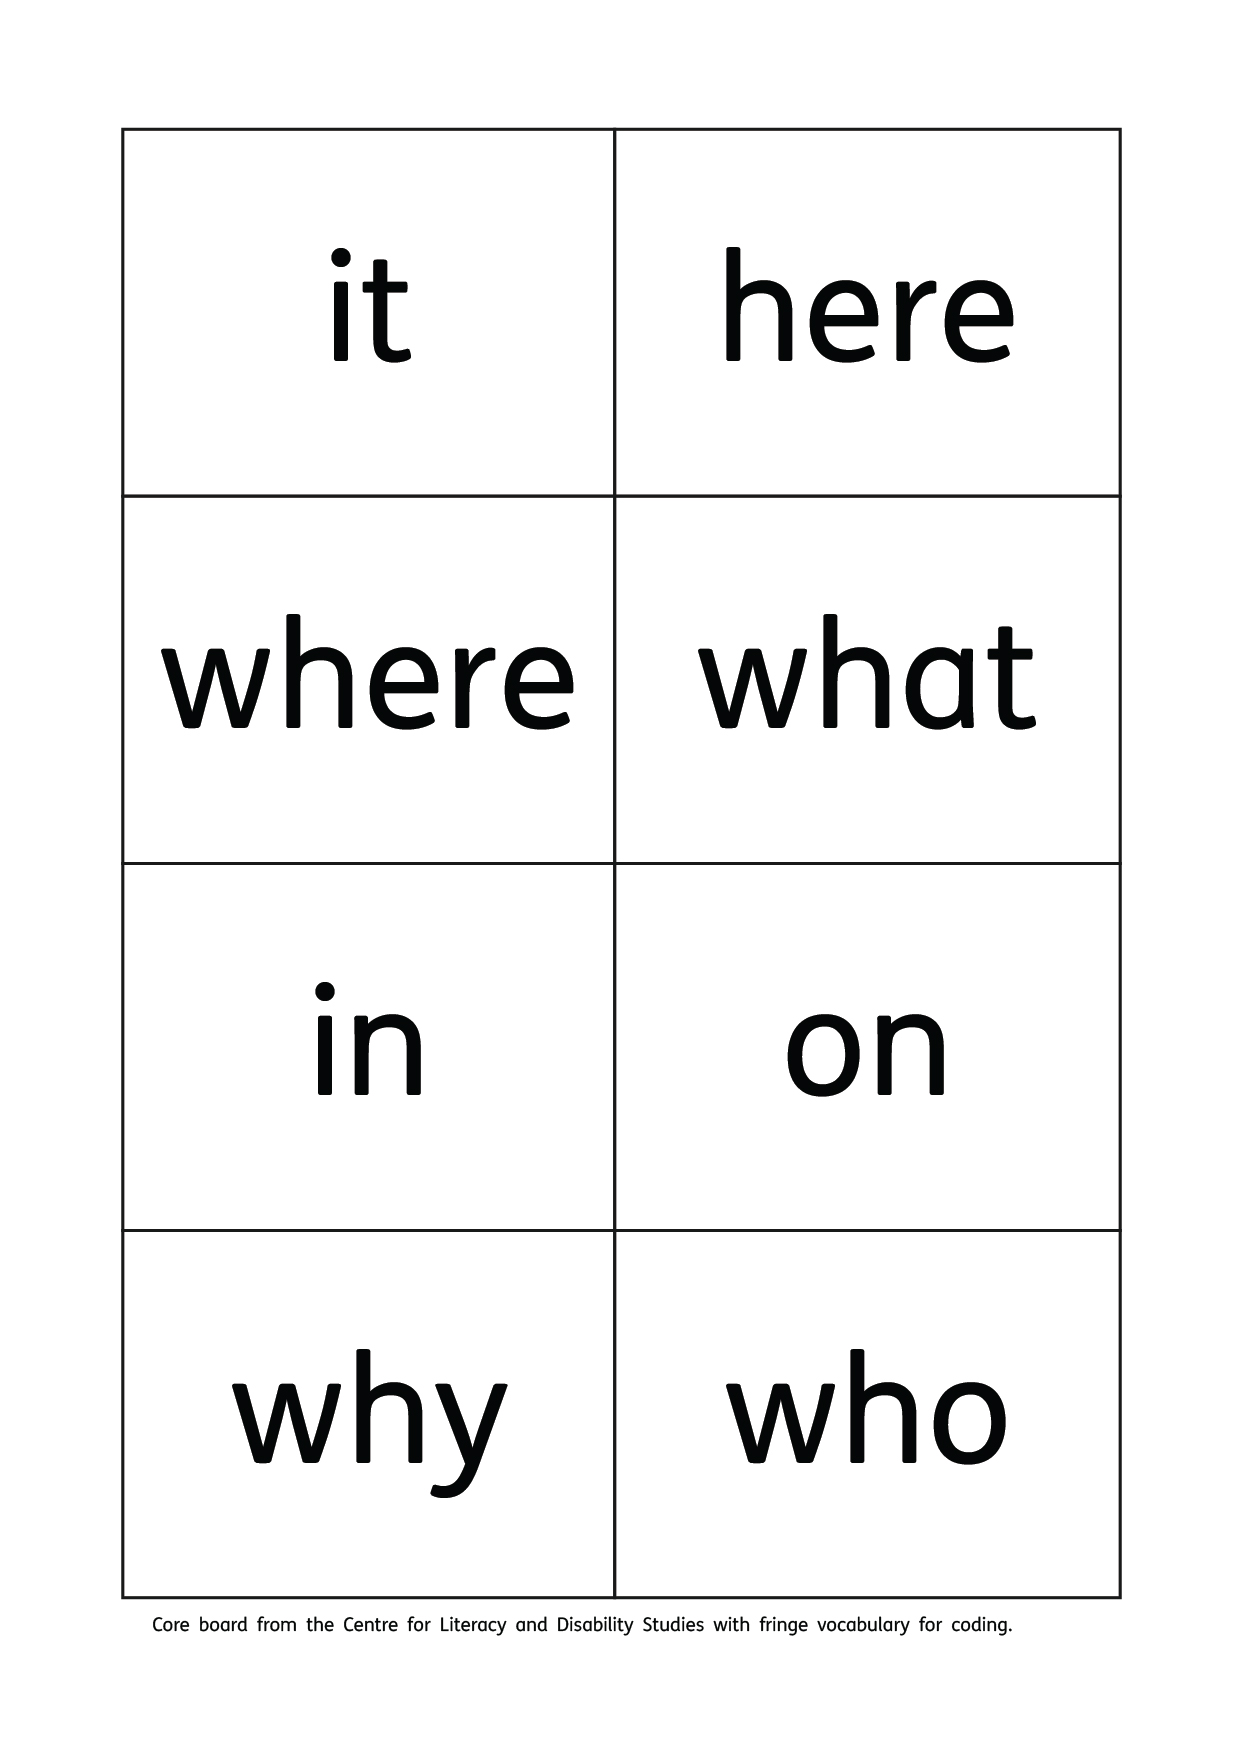 it
here
where
what
in
on
why
who
Core board from the Centre for Literacy and Disability Studies with fringe vocabulary for coding.